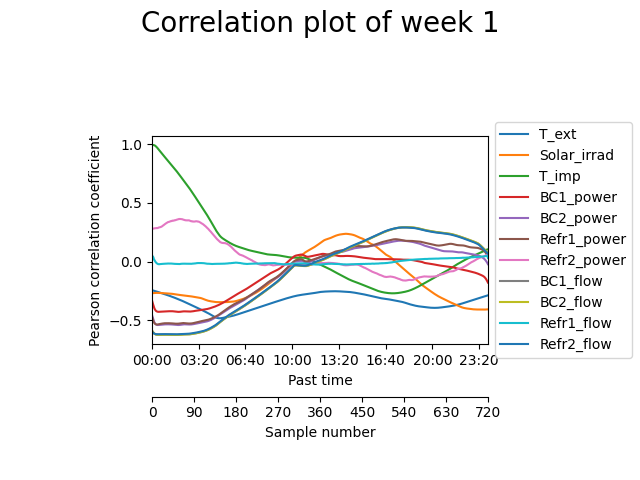 Correlation plot of week 1
Pearson correlation coefficient
1.0
0.5
0.0
−0.5
00:00 03:20 06:40 10:00 13:20 16:40 20:00 23:20
Past time
0 90 180 270 360 450 540 630 720
Sample number
T_ext
Solar_irrad
T_imp
BC1_power
BC2_power
Refr1_power
Refr2_power
BC1_flow
BC2_flow
Refr1_flow
Refr2_flow